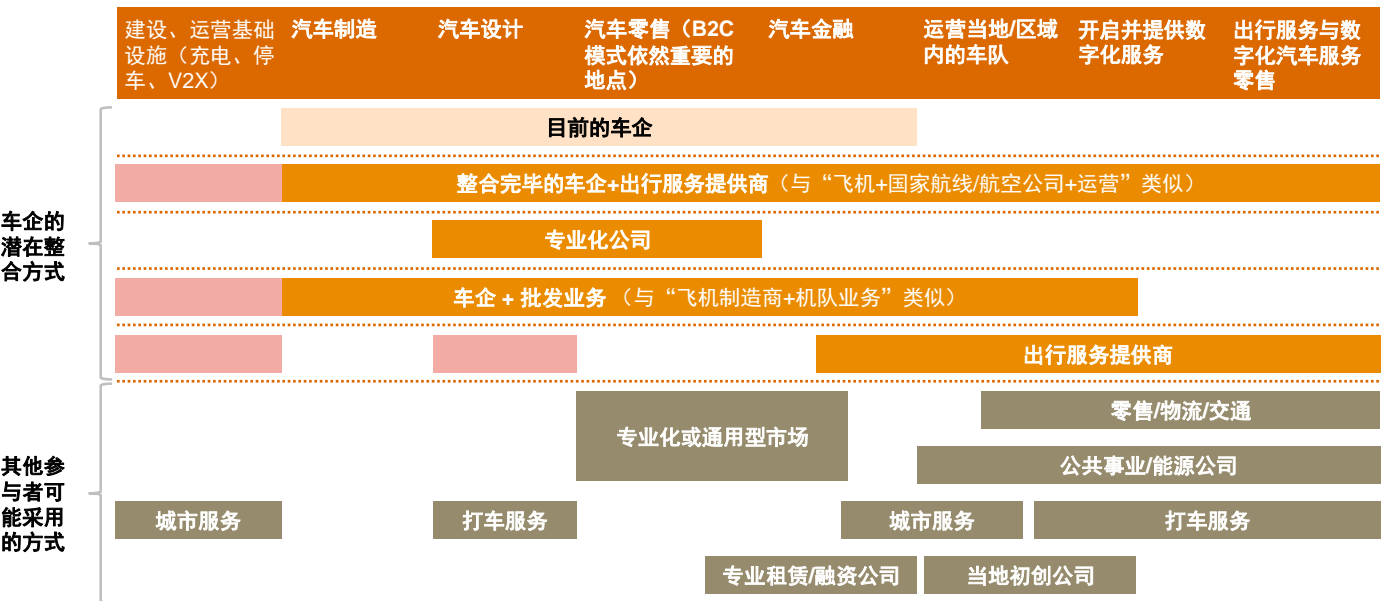 建设、运营基础
设施（充电、停
车、V2X）
汽车制造
汽车设计
汽车零售（B2C
模式依然重要的
地点）
汽车金融
运营当地/区域
内的车队
开启并提供数
字化服务
出行服务与数
字化汽车服务
零售
车企的
潜在整
合方式
目前的车企
整合完毕的车企+出行服务提供商（与“飞机+国家航线/航空公司+运营”类似）
专业化公司
车企 + 批发业务 （与“飞机制造商+机队业务”类似）
出行服务提供商
其他参
与者可
能采用
的方式
专业化或通用型市场
零售/物流/交通
公共事业/能源公司
城市服务
打车服务
城市服务
打车服务
专业租赁/融资公司
当地初创公司